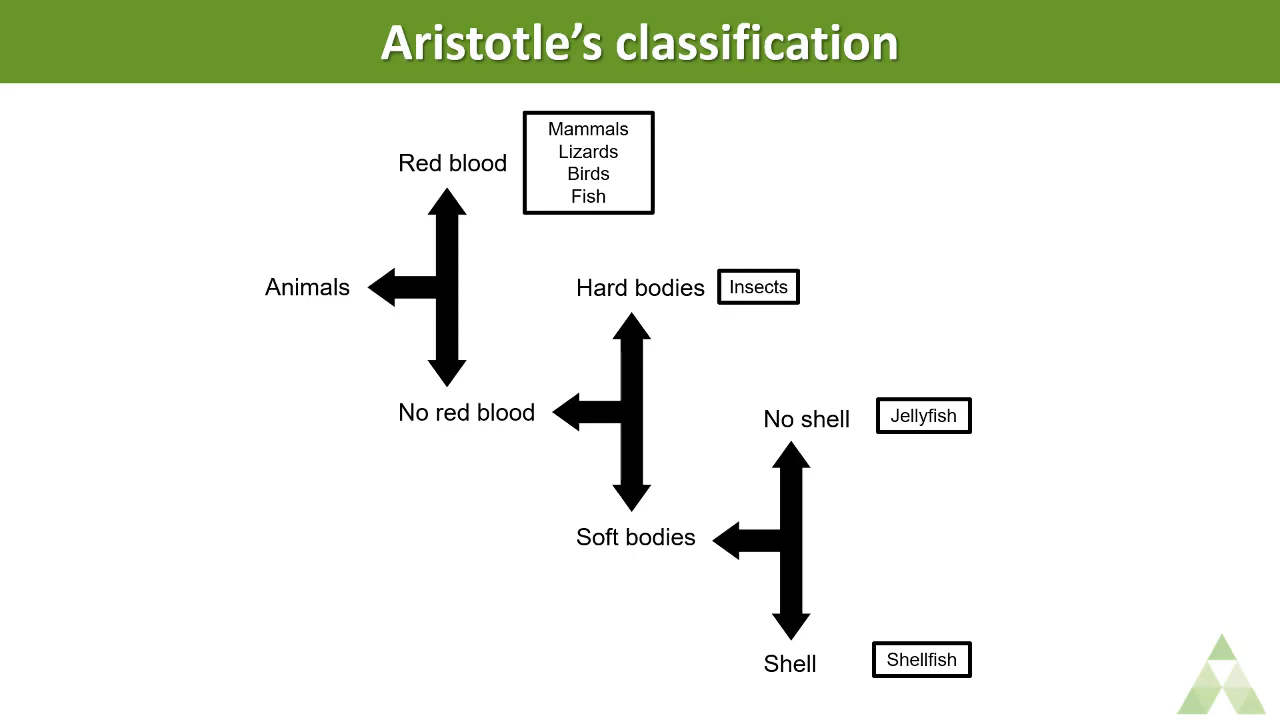 Aristotle’s classification
Mammals
Red blood
Lizards
Birds
Fish
Animals
Hard bodies
Insects
No red blood
No shell
Jellyfish
Soft bodies
Shell
Shellfish